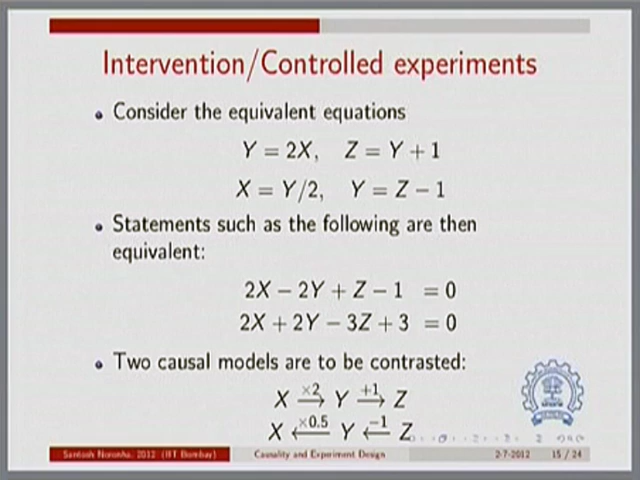 Intervention/Controlled experiments
Consider the equivalent equations
Y = 2X, Z = Y + 1
X = Y/2, Y = Z − 1
Statements such as the following are then
equivalent:
2X − 2Y + Z − 1 = 0
2X + 2Y − 3Z + 3 = 0
Two causal models are to be contrasted:
X ×2→ Y +1→ Z
X ←×0.5 Y ←−1 Z
Santosh Noronha, 2012 (IIT Bombay) Causality and Experiment Design 2-7-2012 15 / 24